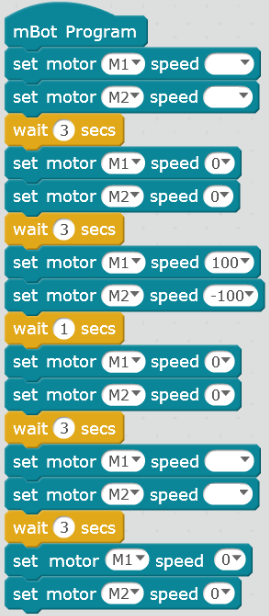 mBot Program
set motor M1 speed
set motor M2 speed
wait 3 secs
set motor M1 speed 0
set motor M2 speed 0
wait 3 secs
set motor M1 speed 100
set motor M2 speed -100
wait 1 secs
set motor M1 speed 0
set motor M2 speed 0
wait 3 secs
set motor M1 speed
set motor M2 speed
wait 3 secs
set motor M1 speed 0
set motor M2 speed 0